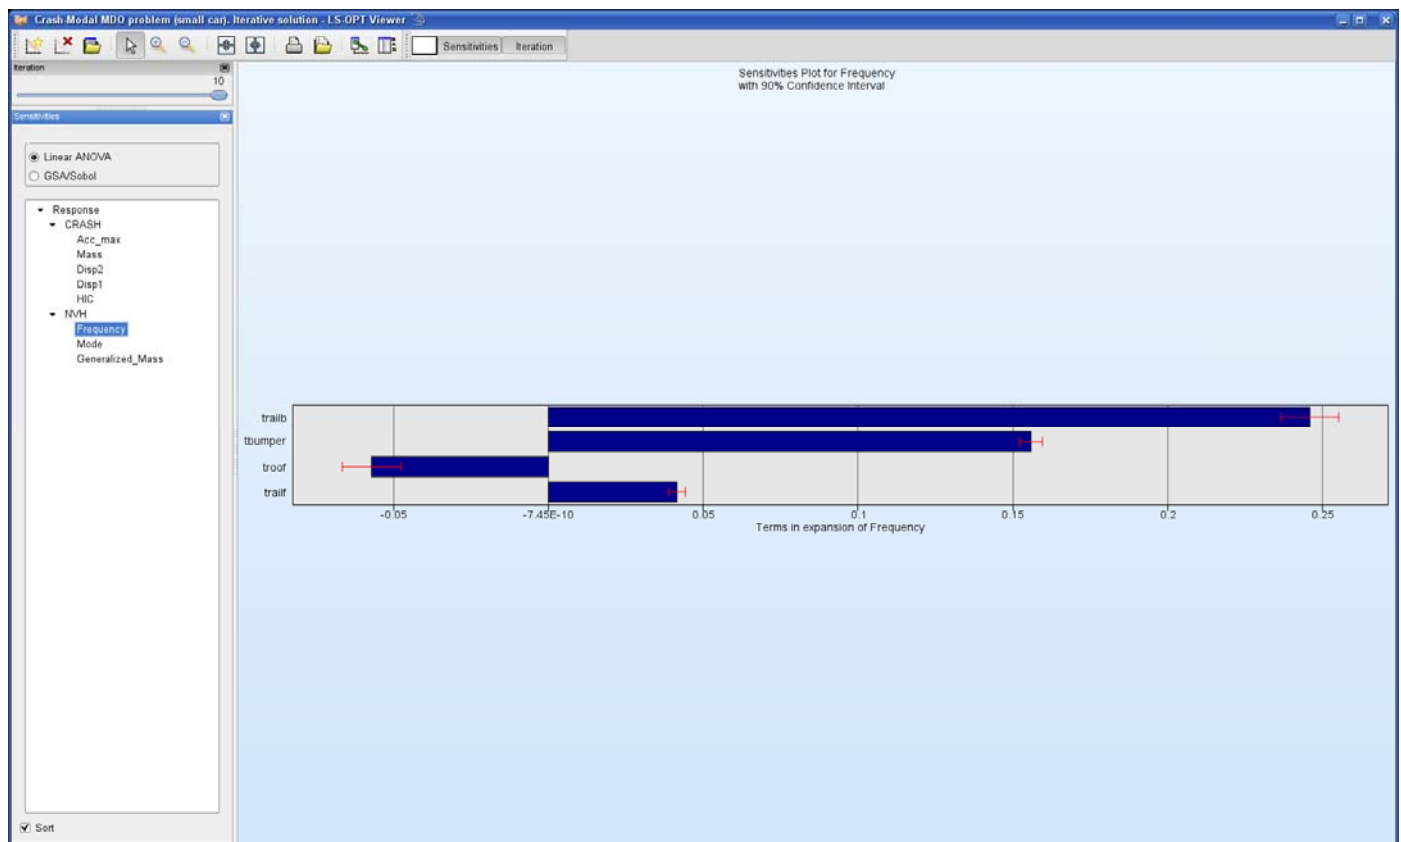 Crash-Modal MDO problem (small car). Iterative solution - LS-OPT Viewer
Sensitivities Iteration
Iteration
10
Sensitivities
Linear ANOVA
GSA/Sobol
Response
CRASH
Acc_max
Mass
Disp2
Disp1
HIC
NVH
Frequency
Mode
Generalized_Mass
Sort
Sensitivities Plot for Frequency
with 90% Confidence Interval
trailb
tbumper
troof
trailf
-0.05 -7.45E-10 0.05 0.1 0.15 0.2 0.25
Terms in expansion of Frequency